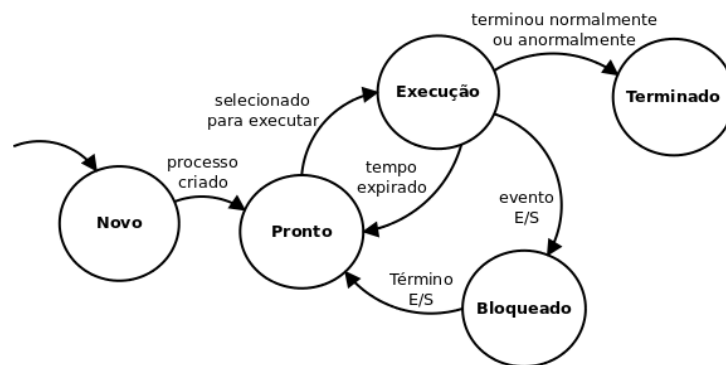 terminou normalmente
ou anormalmente
Execução
Terminado
selecionado
para executar
tempo
expirado
processo
criado
Novo
Pronto
evento
E/S
Término
E/S
Bloqueado